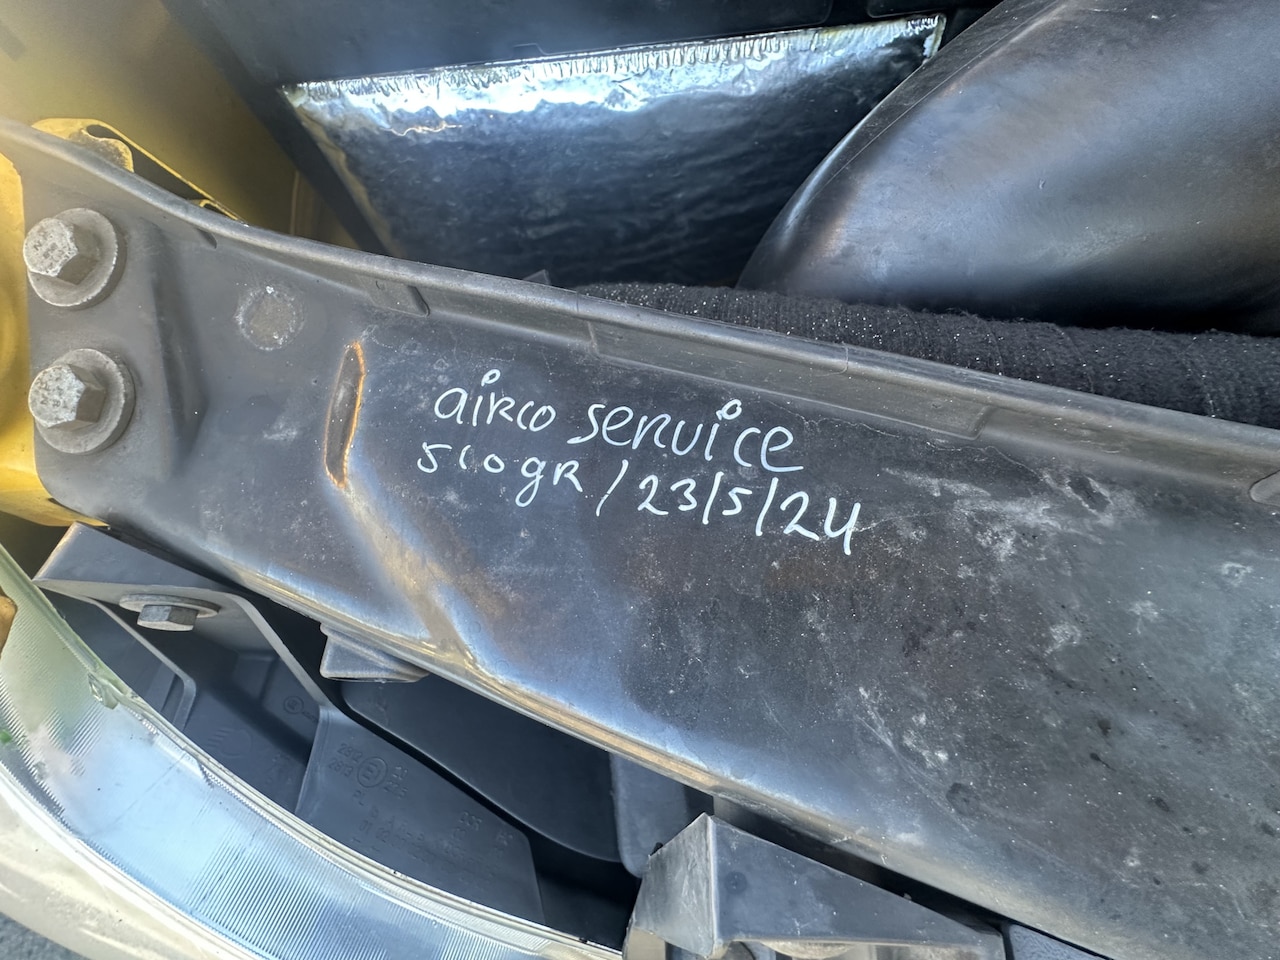 airco service
510gR / 23/5/24